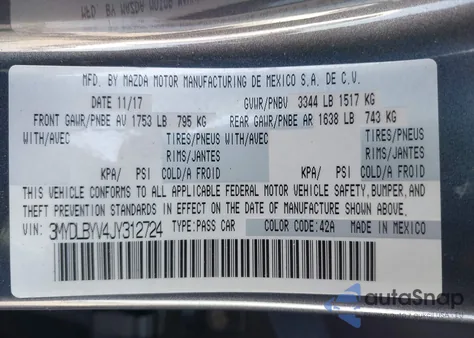 MFD. BY MAZDA MOTOR MANUFACTURING DE MEXICO S.A. DE C.V.
DATE 11/17 GVWR/PNBV 3344 LB 1517 KG
FRONT GAWR/PNBE AV 1753 LB 795 KG REAR GAWR/PNBE AR 1638 LB 743 KG
WITH/AVEC TIRES/PNEUS WITH/AVEC TIRES/PNEUS
RIMS/JANTES RIMS/JANTES
KPA/ PSI COLD/A FROID KPA/ PSI COLD/A FROID
THIS VEHICLE CONFORMS TO ALL APPLICABLE FEDERAL MOTOR VEHICLE SAFETY, BUMPER, AND
THEFT PREVENTION STANDARDS IN EFFECT ON THE DATE OF MANUFACTURE SHOWN ABOVE.
VIN: 3MYDLBYV4JY312724 TYPE:PASS CAR COLOR CODE:42A MADE IN MEXICO
autoSnap